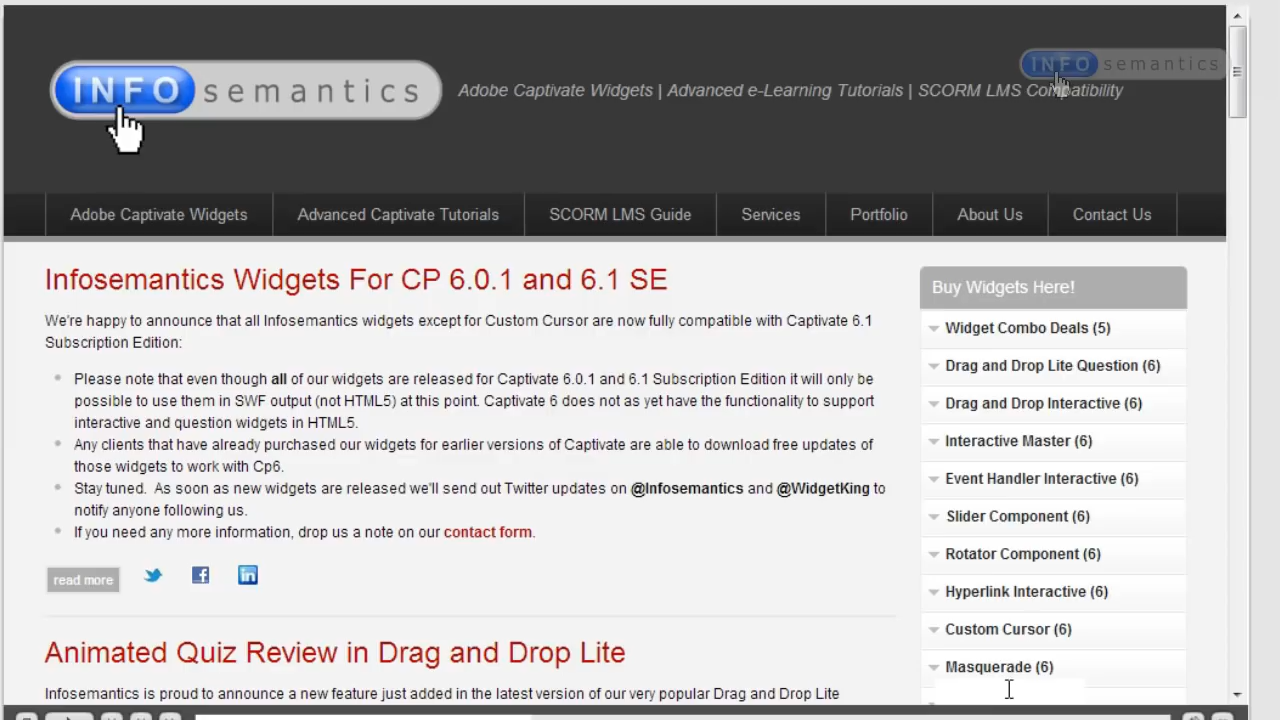 INFO semantics
Adobe Captivate Widgets | Advanced e-Learning Tutorials | SCORM LMS Compatibility
INFO semantics
Adobe Captivate Widgets
Advanced Captivate Tutorials
SCORM LMS Guide
Services
Portfolio
About Us
Contact Us
Infosemantics Widgets For CP 6.0.1 and 6.1 SE
We're happy to announce that all Infosemantics widgets except for Custom Cursor are now fully compatible with Captivate 6.1
Subscription Edition:
Please note that even though all of our widgets are released for Captivate 6.0.1 and 6.1 Subscription Edition it will only be
possible to use them in SWF output (not HTML5) at this point. Captivate 6 does not as yet have the functionality to support
interactive and question widgets in HTML5.
Any clients that have already purchased our widgets for earlier versions of Captivate are able to download free updates of
those widgets to work with Cp6.
Stay tuned. As soon as new widgets are released we'll send out Twitter updates on @Infosemantics and @WidgetKing to
notify anyone following us.
If you need any more information, drop us a note on our contact form.
read more
Animated Quiz Review in Drag and Drop Lite
Infosemantics is proud to announce a new feature just added in the latest version of our very popular Drag and Drop Lite
Buy Widgets Here!
Widget Combo Deals (5)
Drag and Drop Lite Question (6)
Drag and Drop Interactive (6)
Interactive Master (6)
Event Handler Interactive (6)
Slider Component (6)
Rotator Component (6)
Hyperlink Interactive (6)
Custom Cursor (6)
Masquerade (6)